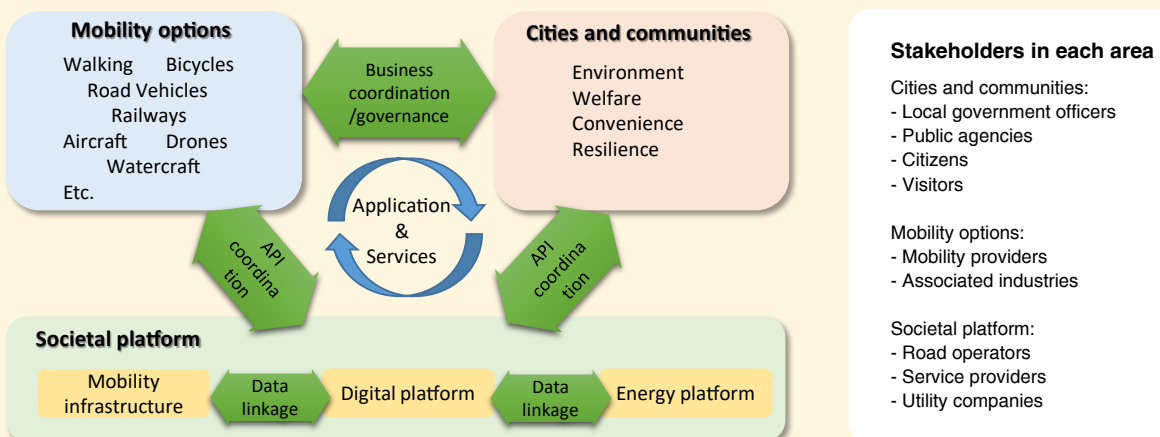 Mobility options
Walking Bicycles
Road Vehicles
Railways
Aircraft Drones
Watercraft
Etc.
Business
coordination
/governance
Cities and communities
Environment
Welfare
Convenience
Resilience
Application
&
Services
API
coordina
tion
API
coordina
tion
Societal platform
Mobility
infrastructure
Data
linkage
Digital platform
Data
linkage
Energy platform
Stakeholders in each area
Cities and communities:
- Local government officers
- Public agencies
- Citizens
- Visitors
Mobility options:
- Mobility providers
- Associated industries
Societal platform:
- Road operators
- Service providers
- Utility companies